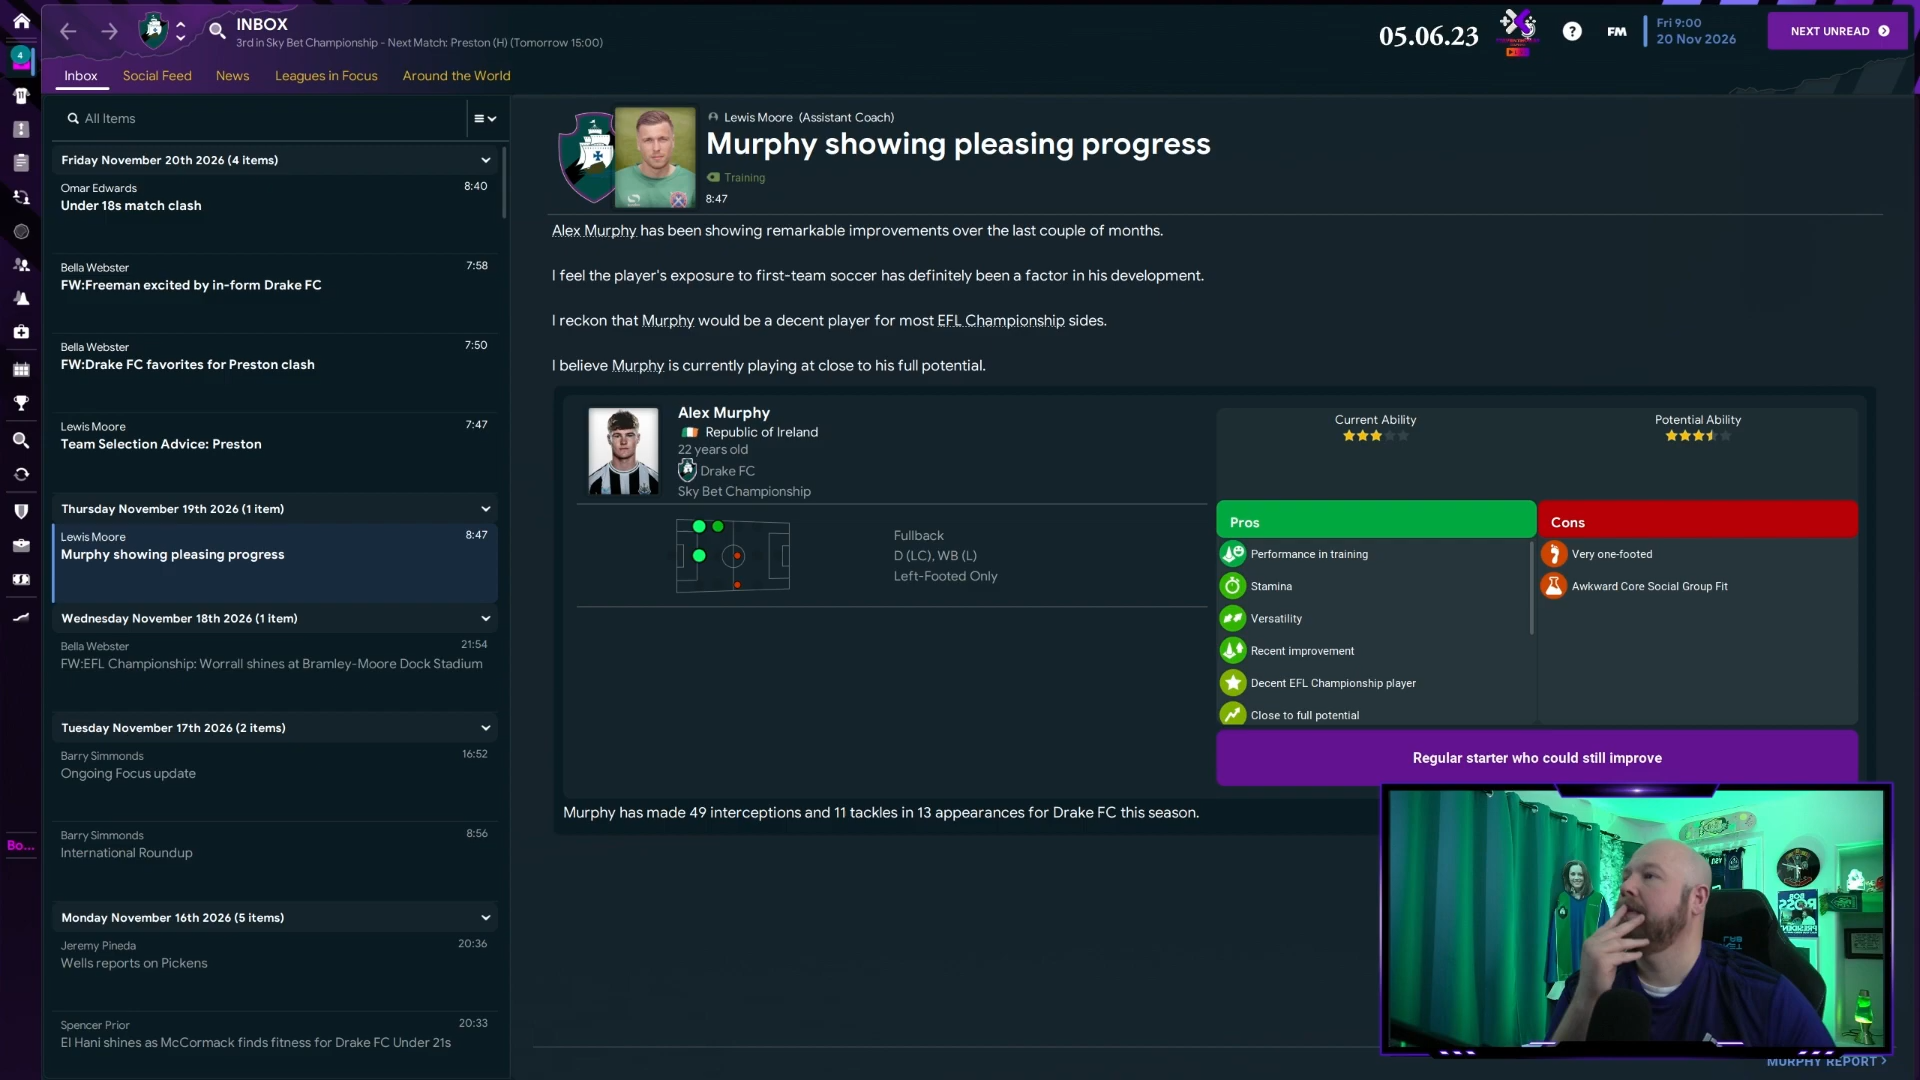 INBOX
3rd in Sky Bet Championship - Next Match: Preston (H) (Tomorrow 15:00)
05.06.23
FM
Fri 9:00
20 Nov 2026
NEXT UNREAD
4
Inbox
Social Feed
News
Leagues in Focus
Around the World
All Items
Friday November 20th 2026 (4 items)
Omar Edwards
8:40
Under 18s match clash
Bella Webster
7:58
FW:Freeman excited by in-form Drake FC
Bella Webster
7:50
FW:Drake FC favorites for Preston clash
Lewis Moore
7:47
Team Selection Advice: Preston
Thursday November 19th 2026 (1 item)
Lewis Moore
8:47
Murphy showing pleasing progress
Wednesday November 18th 2026 (1 item)
Bella Webster
21:54
FW:EFL Championship: Worrall shines at Bramley-Moore Dock Stadium
Tuesday November 17th 2026 (2 items)
Barry Simmonds
16:52
Ongoing Focus update
Barry Simmonds
8:56
International Roundup
Monday November 16th 2026 (5 items)
Jeremy Pineda
20:36
Wells reports on Pickens
Spencer Prior
20:33
El Hani shines as McCormack finds fitness for Drake FC Under 21s
Bo...
Lewis Moore (Assistant Coach)
Murphy showing pleasing progress
Training
8:47
Alex Murphy has been showing remarkable improvements over the last couple of months.
I feel the player's exposure to first-team soccer has definitely been a factor in his development.
I reckon that Murphy would be a decent player for most EFL Championship sides.
I believe Murphy is currently playing at close to his full potential.
Alex Murphy
Republic of Ireland
22 years old
Drake FC
Sky Bet Championship
Fullback
D (LC), WB (L)
Left-Footed Only
Current Ability
Potential Ability
Pros
Performance in training
Stamina
Versatility
Recent improvement
Decent EFL Championship player
Close to full potential
Cons
Very one-footed
Awkward Core Social Group Fit
Regular starter who could still improve
Murphy has made 49 interceptions and 11 tackles in 13 appearances for Drake FC this season.
BOB
ROSS
MURPHY REPORT